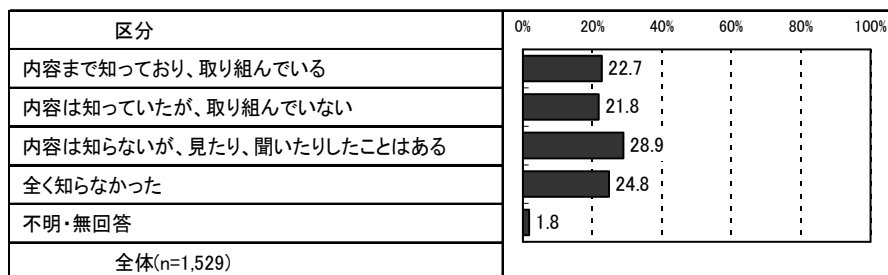 区分
0% 20% 40% 60% 80% 100%
内容まで知っており、取り組んでいる 22.7
内容は知っていたが、取り組んでいない 21.8
内容は知らないが、見たり、聞いたりしたことはある 28.9
全く知らなかった 24.8
不明・無回答 1.8
全体(n=1,529)